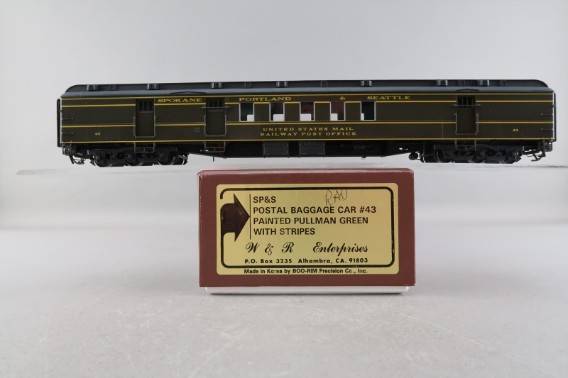 SPOKANE PORTLAND & SEATTLE
UNITED STATES MAIL
RAILWAY POST OFFICE
SP&S
POSTAL BAGGAGE CAR #43
PAINTED PULLMAN GREEN
WITH STRIPES
W & R Enterprises
P.O. Box 3235 Alhambra, CA. 91803
Made in Korea by BOO-RIM Precision Co., Inc.